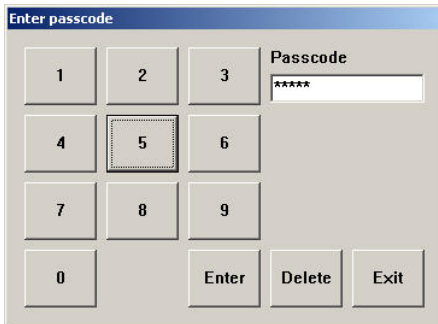 Enter passcode
1 2 3 Passcode
*****
4 5 6
7 8 9
0 Enter Delete Exit